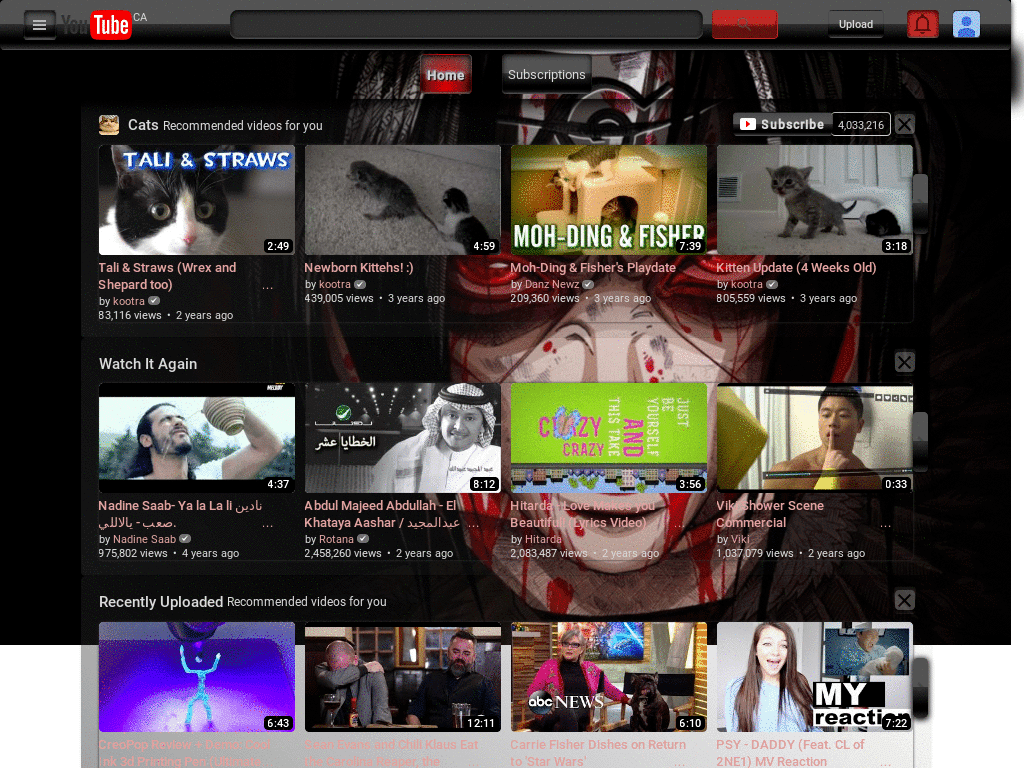 YouTube CA
Upload
Home
Subscriptions
Cats Recommended videos for you
Subscribe 4,033,216
TALI & STRAWS
MOH-DING & FISHER
2:49
4:59
7:39
3:18
Tali & Straws (Wrex and
Shepard too)
by kootra
83,116 views • 2 years ago
Newborn Kittehs! :)
by kootra
439,005 views • 3 years ago
Moh-Ding & Fisher's Playdate
by Danz Newz
209,360 views • 3 years ago
Kitten Update (4 Weeks Old)
by kootra
805,559 views • 3 years ago
Watch It Again
MELODY
الخطايا عشر
JUST
BE
YOURSELF
AND
THIS TAKE
CRAZY
CRAZY
4:37
8:12
3:56
0:33
Nadine Saab- Ya la La li نادين
صعب - يالاللي.
by Nadine Saab
975,802 views • 4 years ago
Abdul Majeed Abdullah - El
Khataya Aashar / عبدالمجيد
by Rotana
2,458,260 views • 2 years ago
Hitarda - Love Makes you
Beautiful (Lyrics Video)
by Hitarda
2,083,487 views • 2 years ago
Viki Shower Scene
Commercial
by Viki
1,037,079 views • 2 years ago
Recently Uploaded Recommended videos for you
abc NEWS
MY
reaction
6:43
12:11
6:10
7:22
CreoPop Review
Ink 3d Printing Pen
and Chili Klaus Eat
the Carolina Reaper, the
Carrie Fisher Dishes on Return
to 'Star Wars'
PSY - DADDY (Feat. CL of
2NE1) MV Reaction